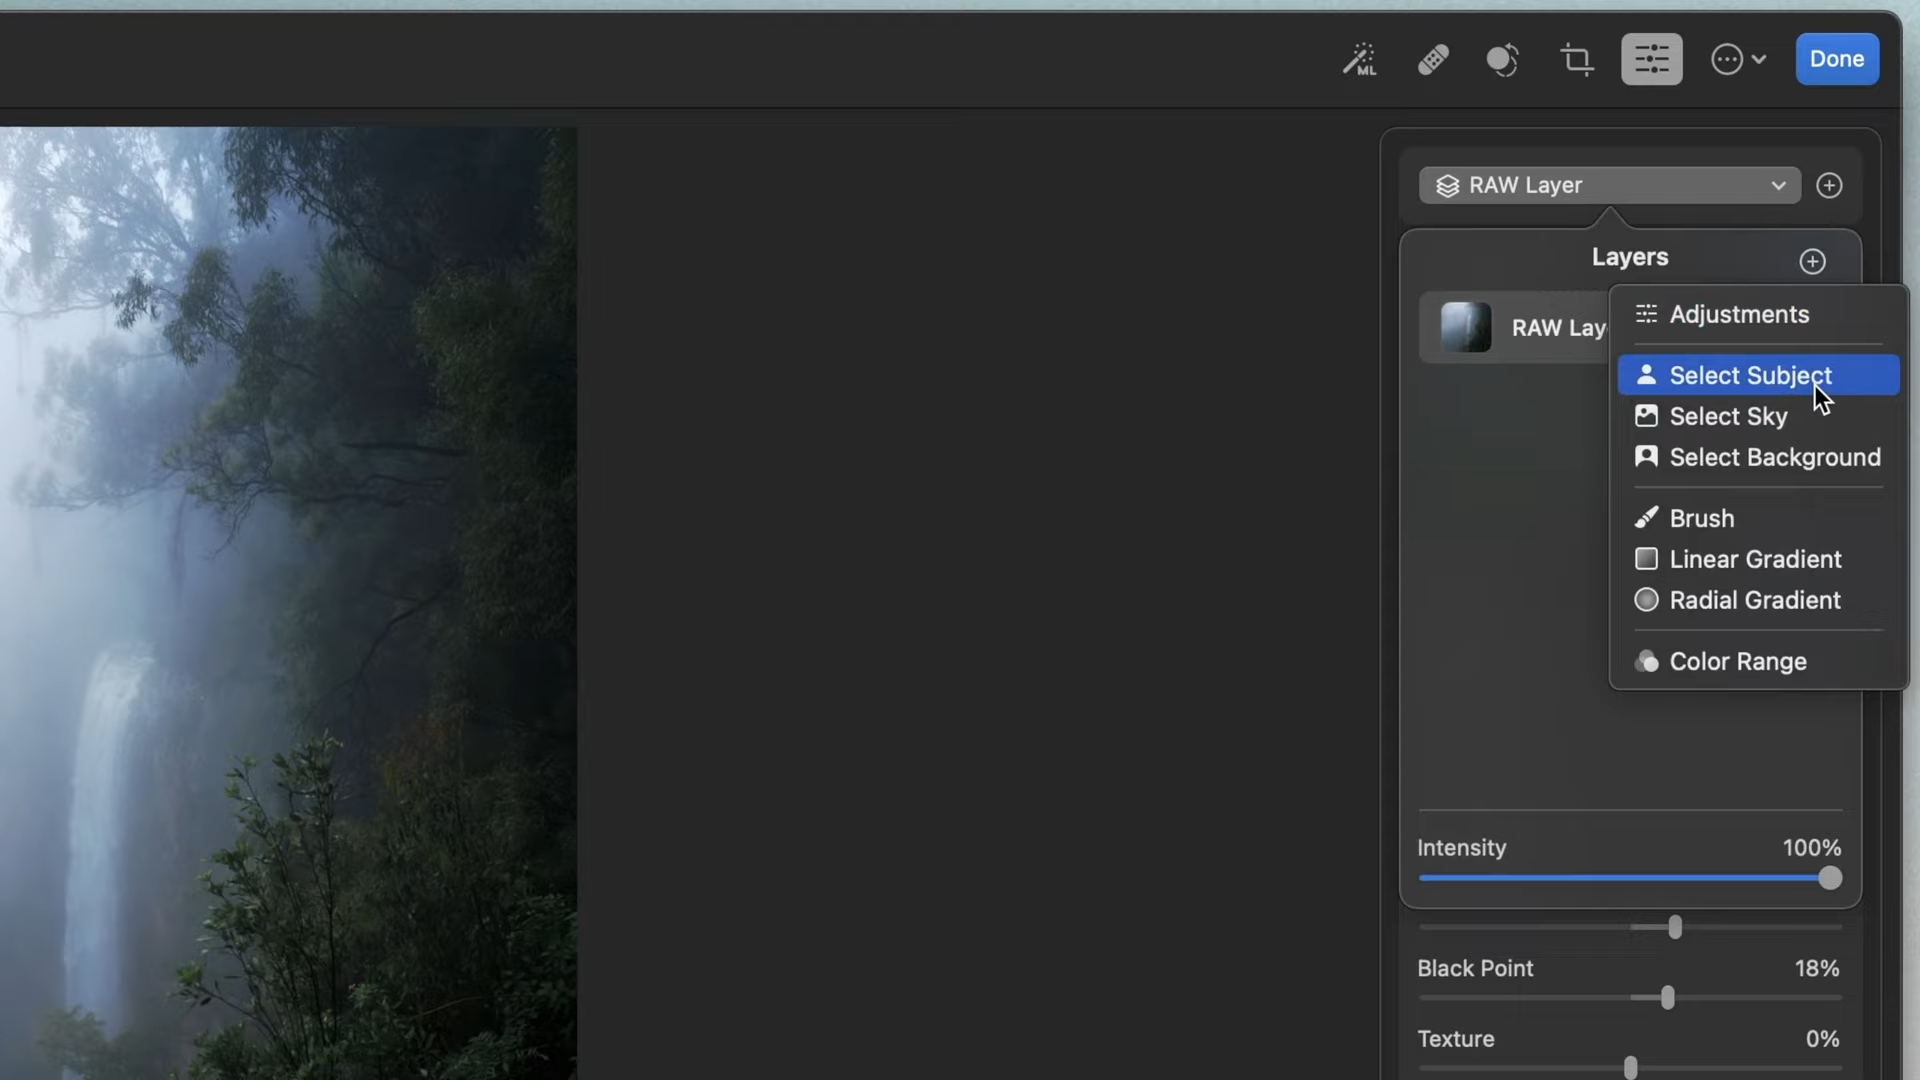 ML
Done
RAW Layer
Layers
RAW Lay
Adjustments
Select Subject
Select Sky
Select Background
Brush
Linear Gradient
Radial Gradient
Color Range
Intensity 100%
Black Point 18%
Texture 0%